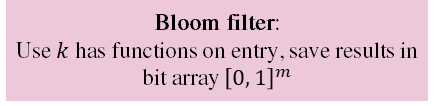 Bloom filter:
Use k has functions on entry, save results in
bit array [0, 1]ᵐ